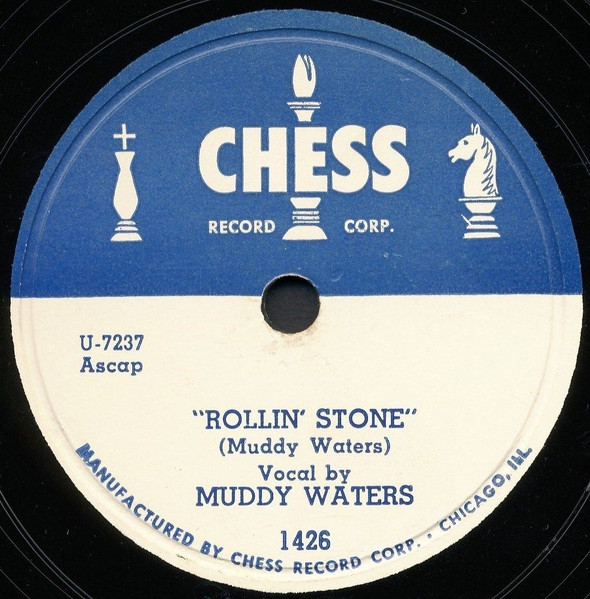 CHESS
RECORD CORP.
U-7237
Ascap
"ROLLIN' STONE"
(Muddy Waters)
Vocal by
MUDDY WATERS
1426
MANUFACTURED BY CHESS RECORD CORP. • CHICAGO, ILL.